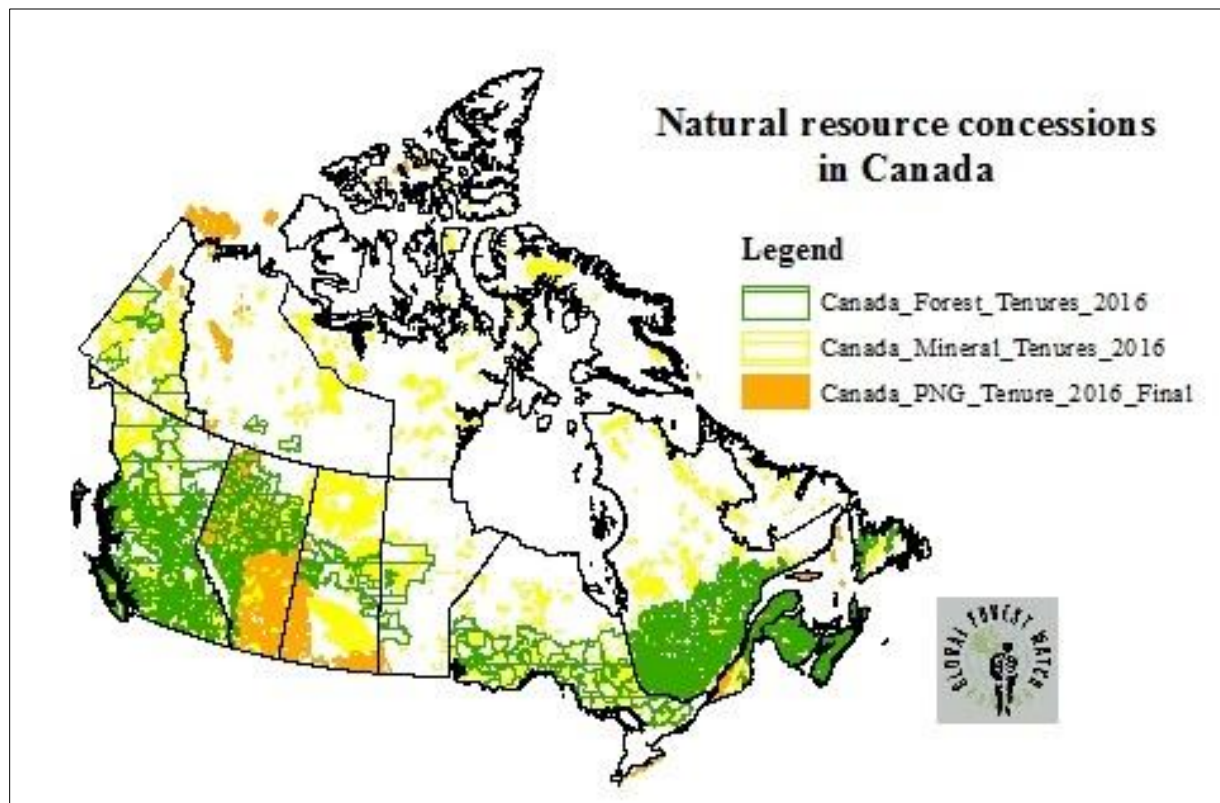 Natural resource concessions
in Canada
Legend
Canada_Forest_Tenures_2016
Canada_Mineral_Tenures_2016
Canada_PNG_Tenure_2016_Final
GLOBAL FOREST WATCH